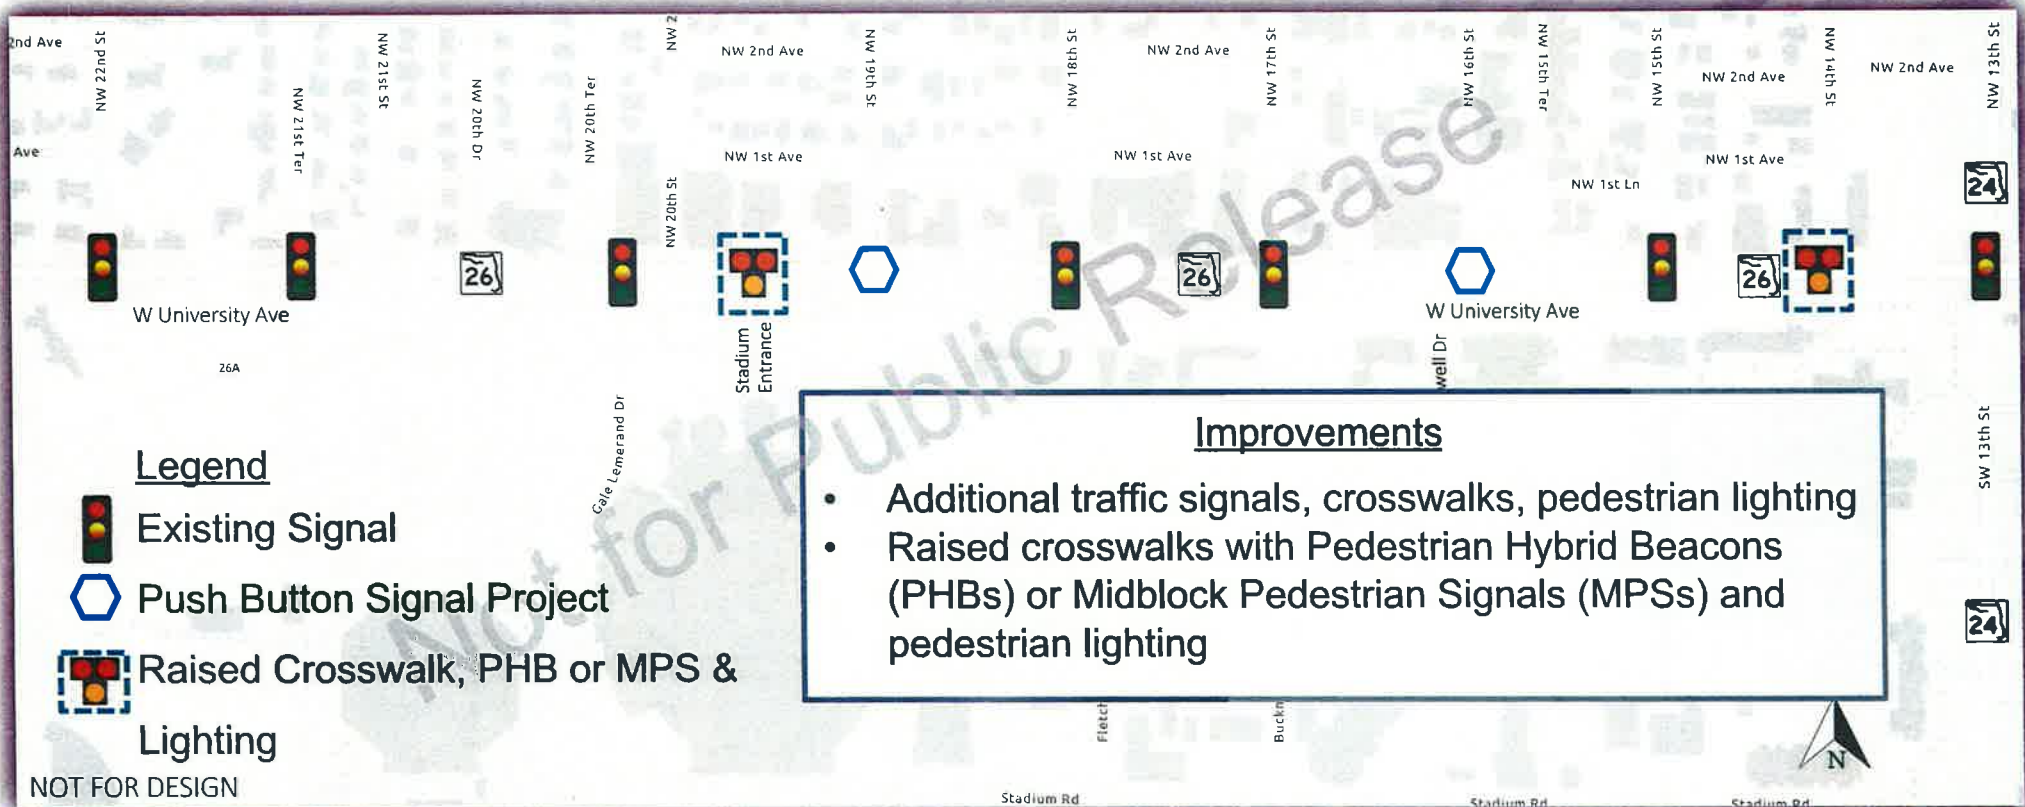 2nd Ave
NW 22nd St
NW 21st Ter
NW 21st St
NW 20th Dr
NW 20th Ter
NW 2
NW 2nd Ave
NW 19th St
NW 18th St
NW 2nd Ave
NW 17th St
NW 16th St
NW 15th Ter
NW 15th St
NW 2nd Ave
NW 14th St
NW 2nd Ave
NW 13th St
Ave
NW 1st Ave
NW 20th St
NW 1st Ave
NW 1st Ln
NW 1st Ave
24
26
26
26
W University Ave
W University Ave
26A
Stadium
Entrance
well Dr
Gale Lemerand Dr
SW 13th St
24
Not for Public Release
Legend
Existing Signal
Push Button Signal Project
Raised Crosswalk, PHB or MPS &
Lighting
NOT FOR DESIGN
Improvements
• Additional traffic signals, crosswalks, pedestrian lighting
• Raised crosswalks with Pedestrian Hybrid Beacons
(PHBs) or Midblock Pedestrian Signals (MPSs) and
pedestrian lighting
Fletch
Buckn
N
Stadium Rd
Stadium Rd
Stadium Rd